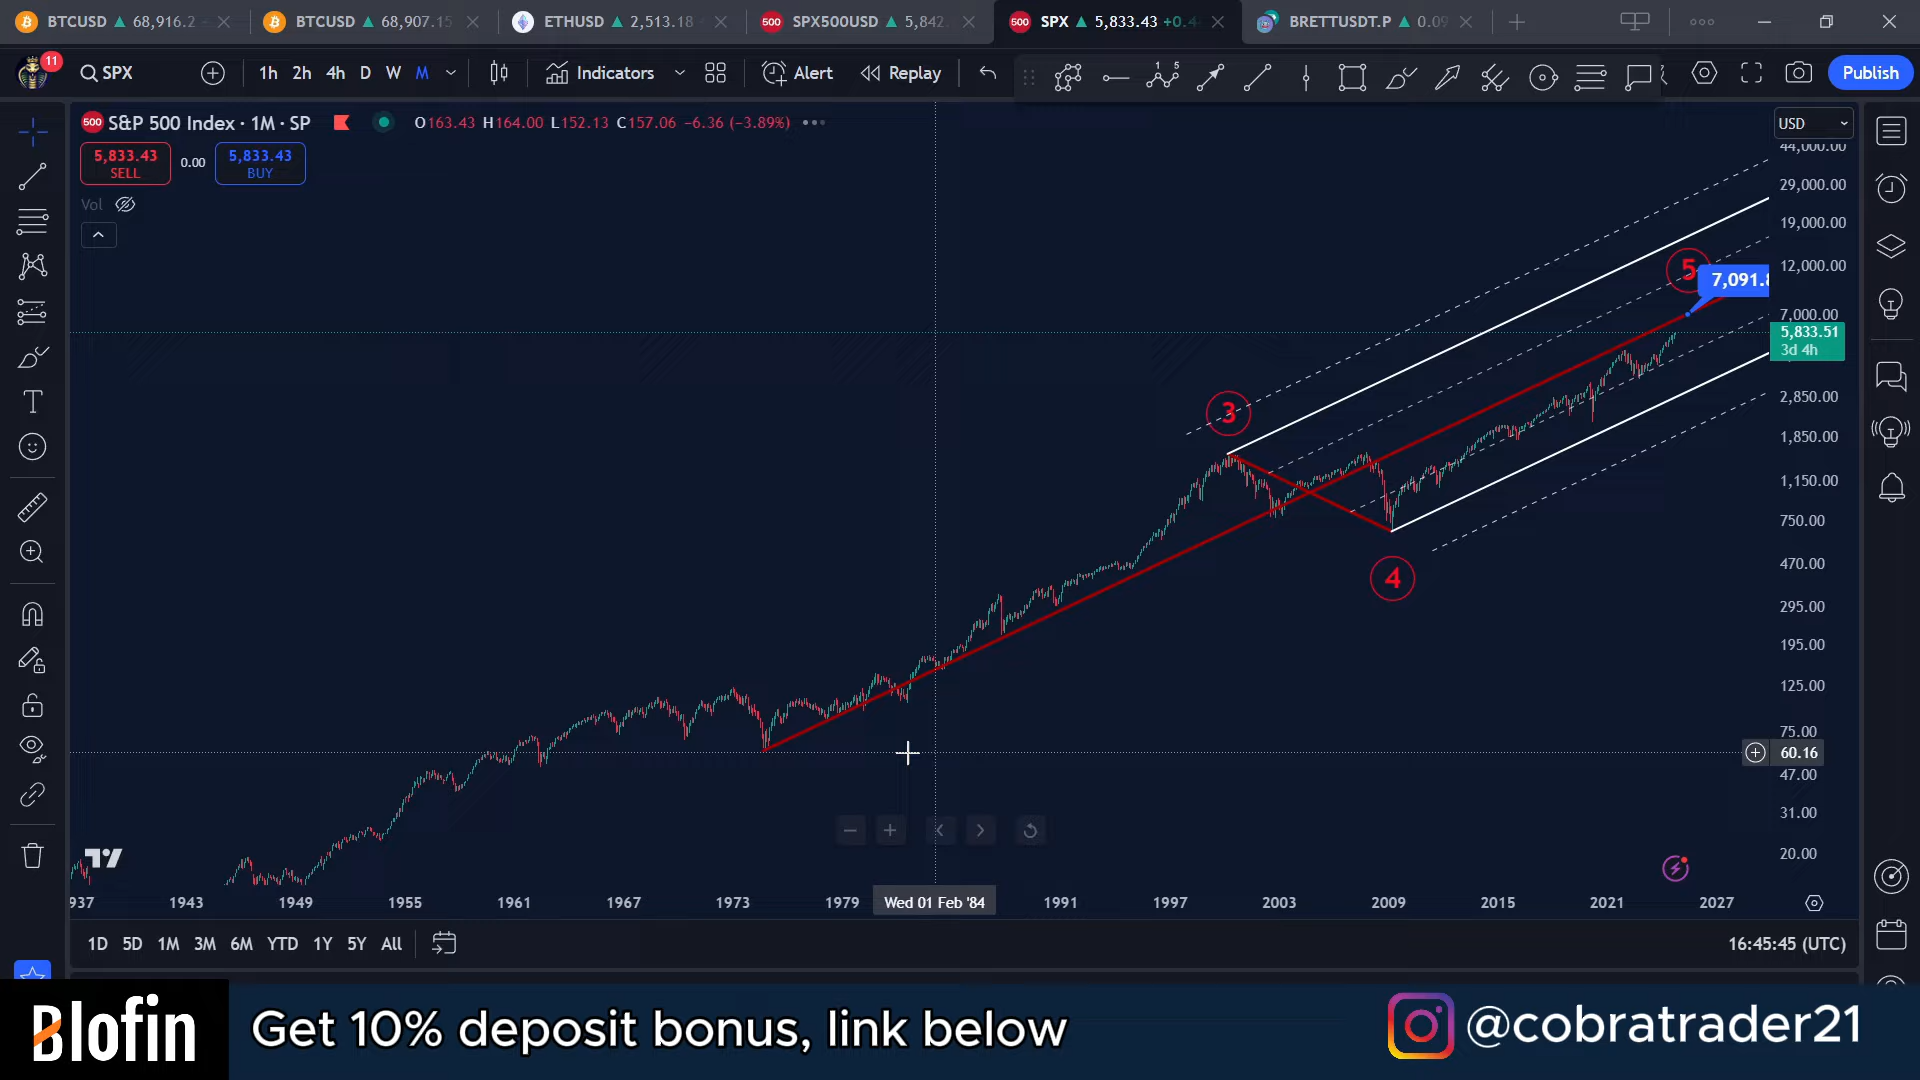 BTCUSD 68,916.2
BTCUSD 68,907.15
ETHUSD 2,513.18
500 SPX500USD 5,842.
500 SPX 5,833.43 +0.4
BRETTUSDT.P 0.09
11
SPX
1h 2h 4h D W M
Indicators
Alert
Replay
Publish
500 S&P 500 Index · 1M · SP
O163.43 H164.00 L152.13 C157.06 -6.36 (-3.89%)
USD
5,833.43
SELL
0.00
5,833.43
BUY
Vol
44,000.00
29,000.00
19,000.00
12,000.00
7,000.00
5,833.51
3d 4h
2,850.00
1,850.00
1,150.00
750.00
470.00
295.00
195.00
125.00
75.00
60.16
47.00
31.00
20.00
5
7,091.
3
4
1943 1949 1955 1961 1967 1973 1979 Wed 01 Feb '84 1991 1997 2003 2009 2015 2021 2027
1D 5D 1M 3M 6M YTD 1Y 5Y All
16:45:45 (UTC)
Blofin
Get 10% deposit bonus, link below
@cobratrader21